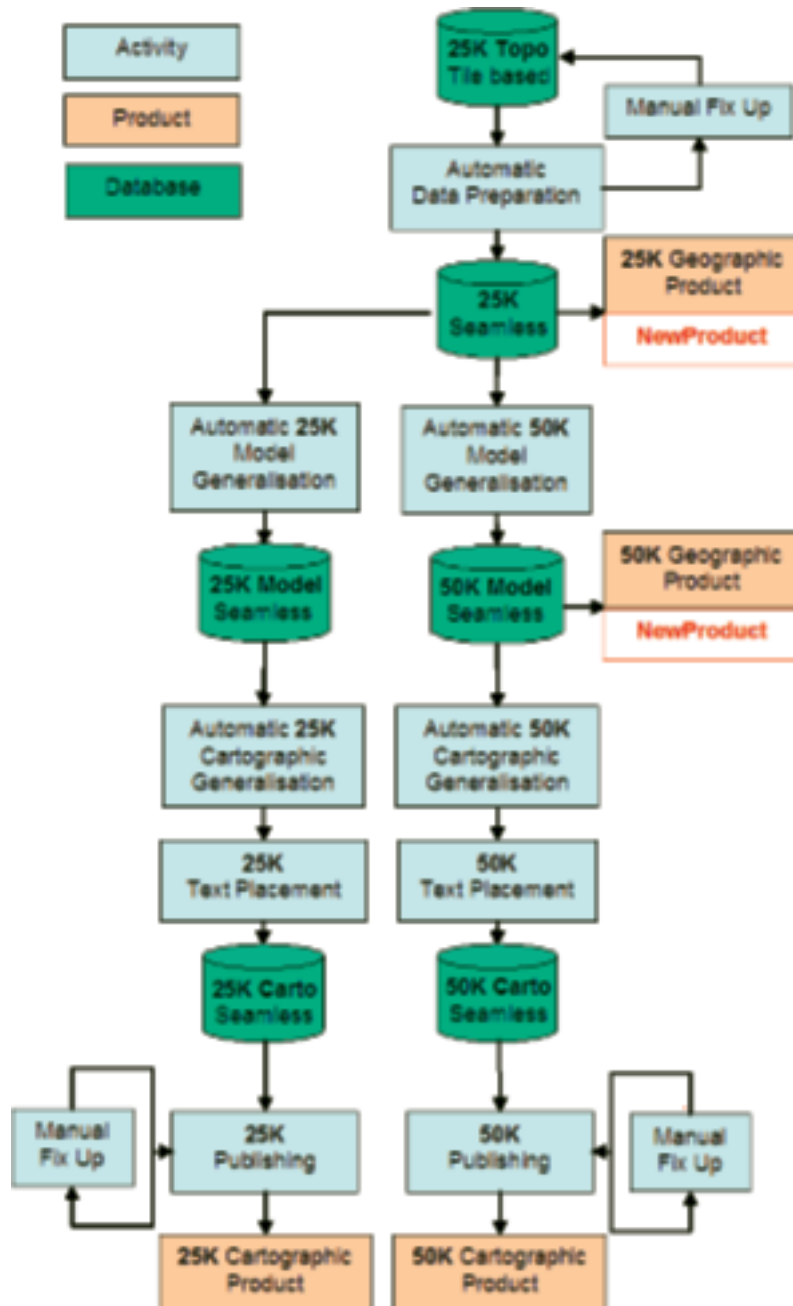 Activity
Product
Database
25K Topo
Tile based
Manual Fix Up
Automatic
Data Preparation
25K
Seamless
25K Geographic
Product
NewProduct
Automatic 25K
Model
Generalisation
Automatic 50K
Model
Generalisation
25K Model
Seamless
50K Model
Seamless
50K Geographic
Product
NewProduct
Automatic 25K
Cartographic
Generalisation
Automatic 50K
Cartographic
Generalisation
25K
Text Placement
50K
Text Placement
25K Carto
Seamless
50K Carto
Seamless
Manual
Fix Up
25K
Publishing
50K
Publishing
Manual
Fix Up
25K Cartographic
Product
50K Cartographic
Product